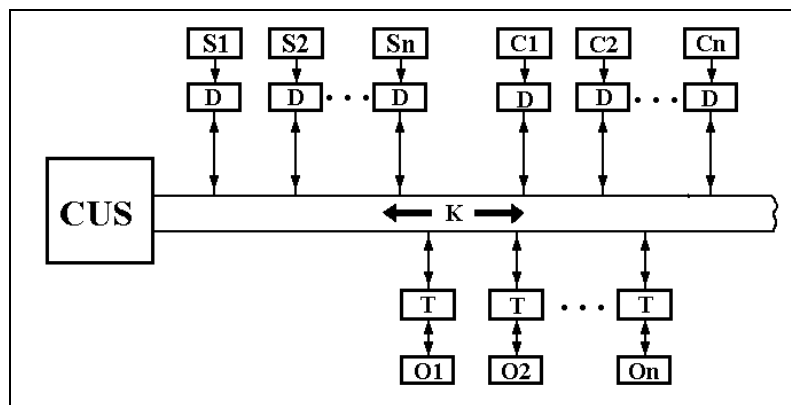 S1 S2 Sn C1 C2 Cn
D D . . . D D D . . . D
CUS
K
T T . . . T
O1 O2 On